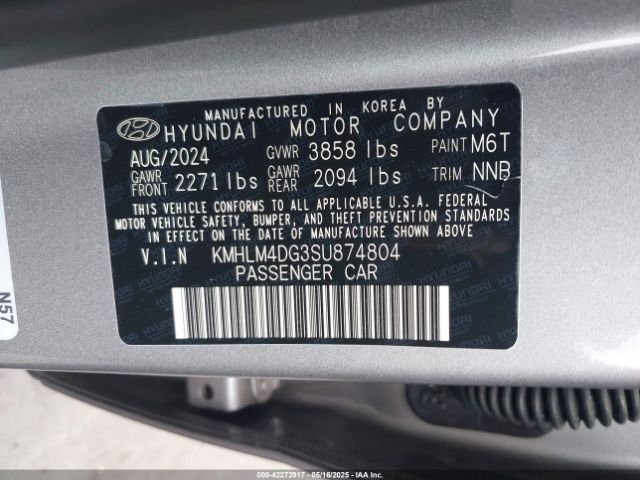 MANUFACTURED IN KOREA BY
HYUNDAI MOTOR COMPANY
AUG/2024 GVWR 3858 lbs PAINT M6T
GAWR FRONT 2271 lbs GAWR REAR 2094 lbs TRIM NNB
THIS VEHICLE CONFORMS TO ALL APPLICABLE U.S.A. FEDERAL
MOTOR VEHICLE SAFETY, BUMPER, AND THEFT PREVENTION
STANDARDS IN EFFECT ON THE DATE OF MANUFACTURE SHOWN ABOVE.
V.I.N KMHLM4DG3SU874804
PASSENGER CAR
N57
000-42272917 - 05/16/2025 - IAAI.COM